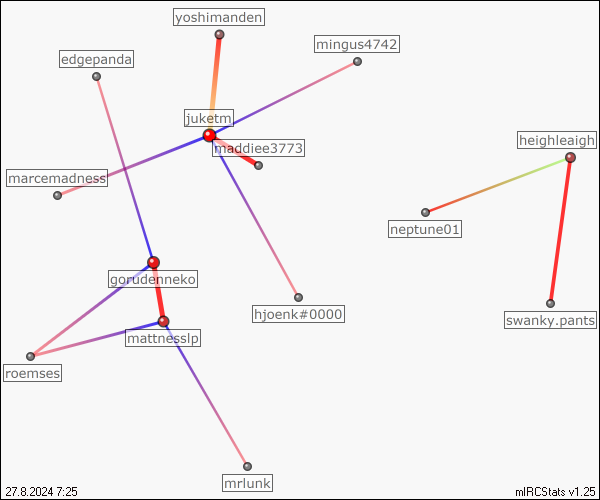 yoshimanden
mingus4742
edgepanda
juketm
heighleaigh
maddiee3773
marcemadness
neptune01
gorudenneko
hjoenk#0000
swanky.pants
mattnesslp
roemses
mrlunk
27.8.2024 7:25
mIRCStats v1.25